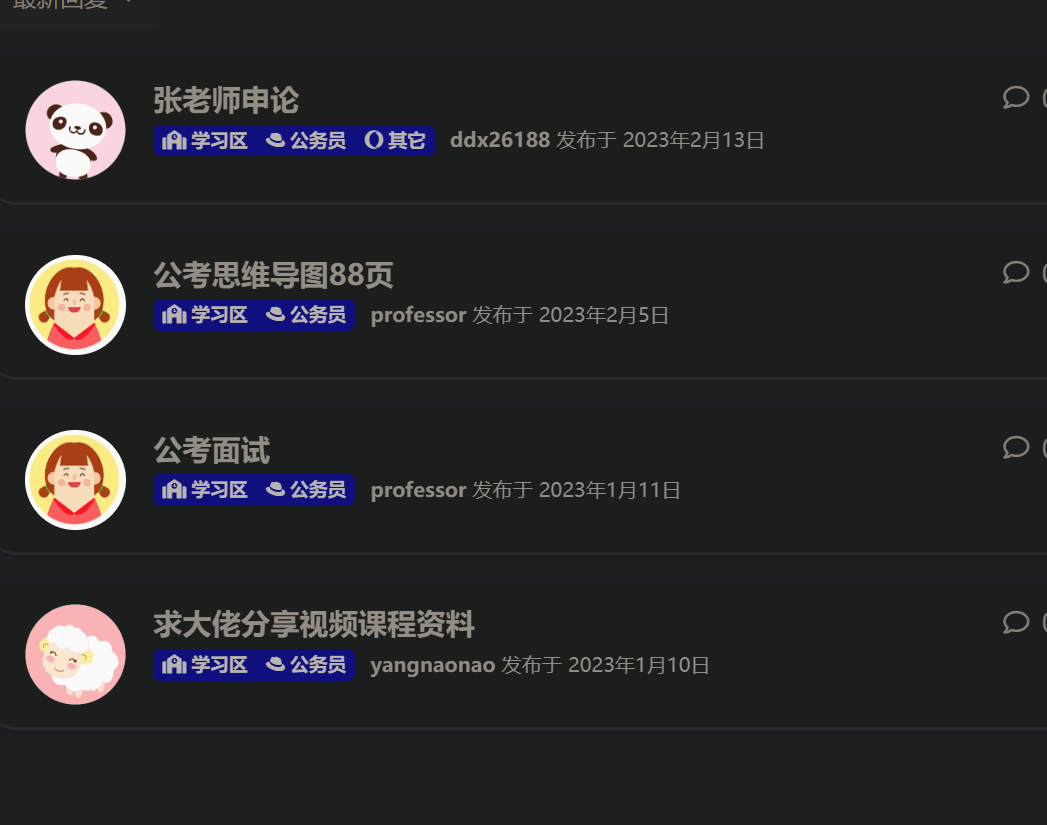 最新回复
张老师申论
学习区 公务员 其它 ddx26188 发布于 2023年2月13日
公考思维导图88页
学习区 公务员 professor 发布于 2023年2月5日
公考面试
学习区 公务员 professor 发布于 2023年1月11日
求大佬分享视频课程资料
学习区 公务员 yangnaonao 发布于 2023年1月10日